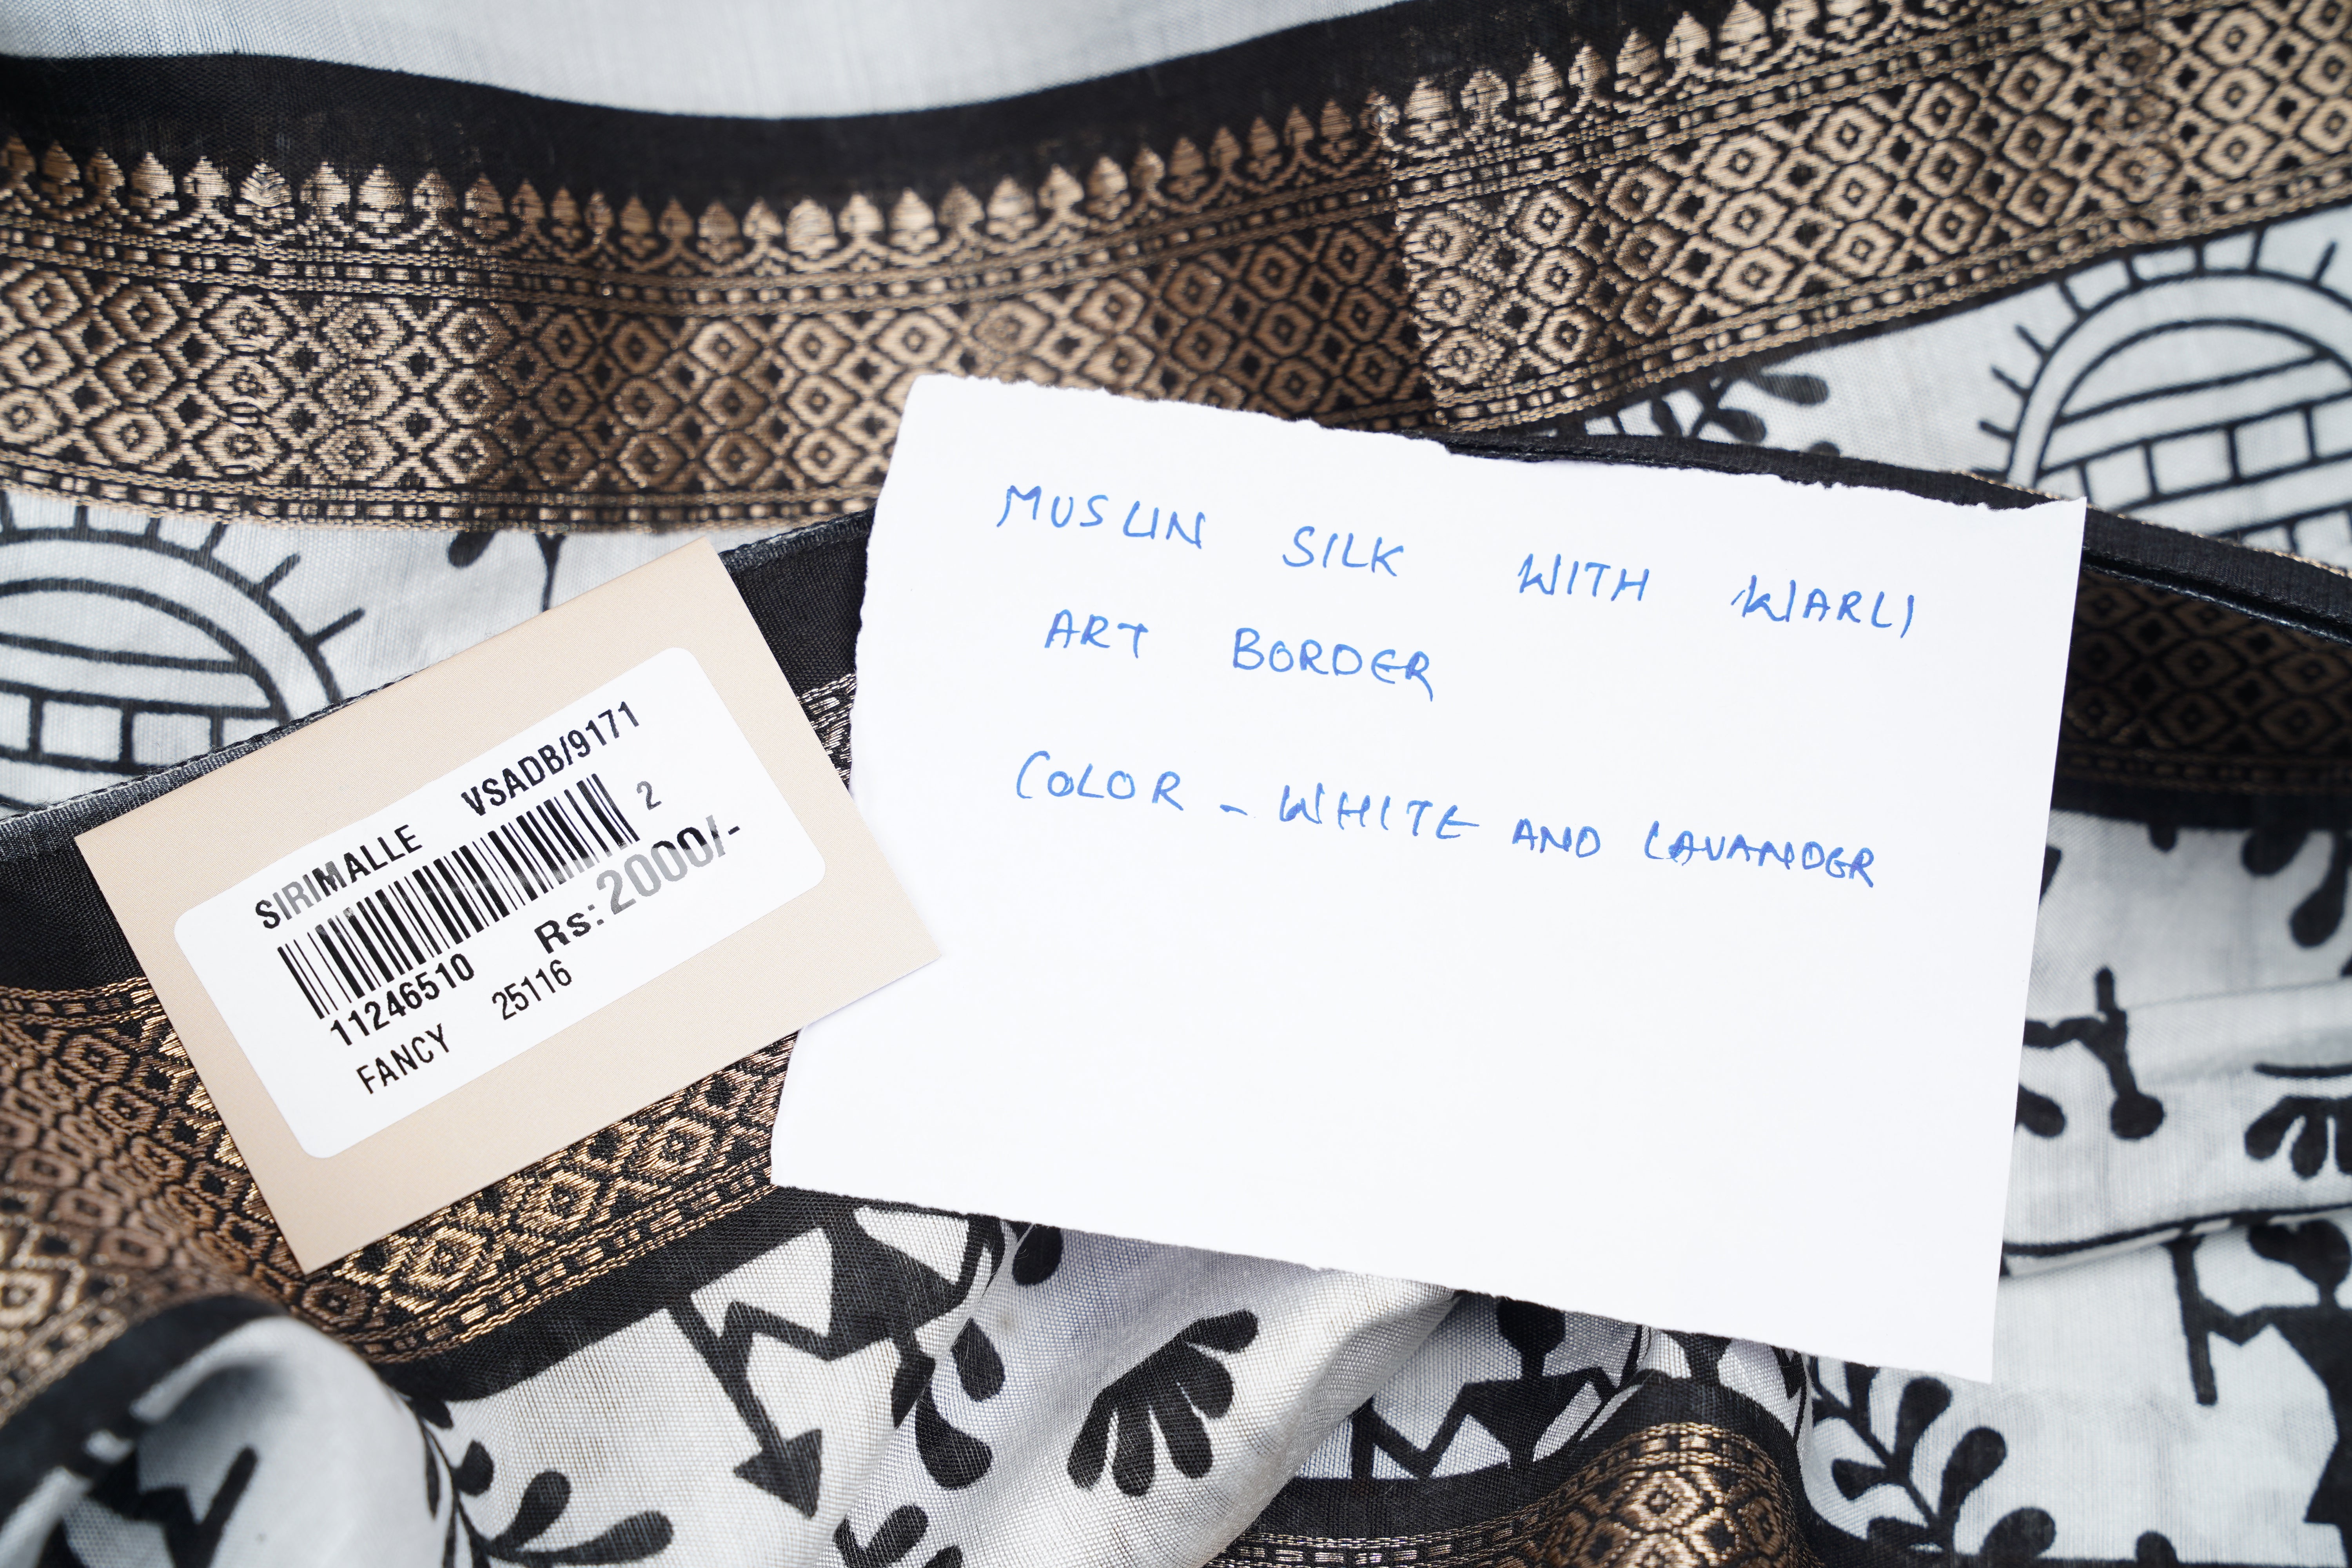 SIRIMALLE VSADB/9171
2
11246510 Rs:2000/-
FANCY 25116
MUSLIN SILK WITH WARLI
ART BORDER
COLOR - WHITE AND LAVANDER